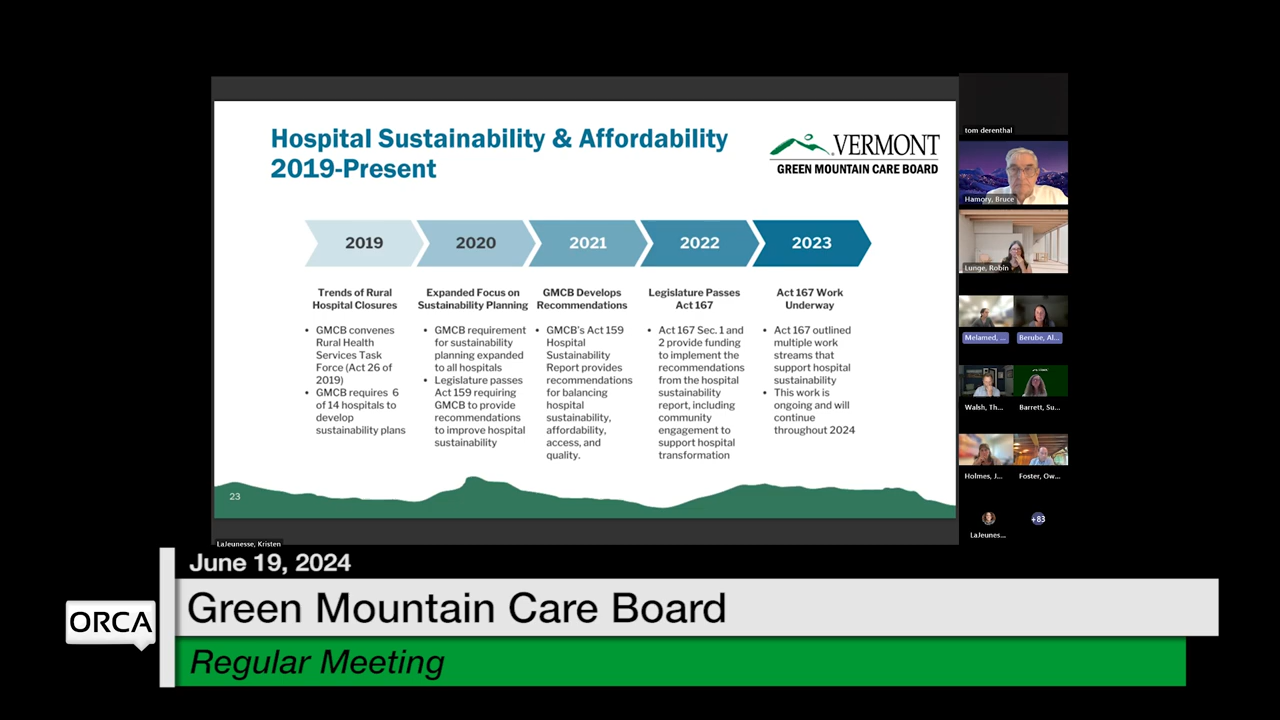 Hospital Sustainability & Affordability
2019-Present
VERMONT
GREEN MOUNTAIN CARE BOARD
2019
2020
2021
2022
2023
Trends of Rural
Hospital Closures
• GMCB convenes
Rural Health
Services Task
Force (Act 26 of
2019)
• GMCB requires 6
of 14 hospitals to
develop
sustainability plans
Expanded Focus on
Sustainability Planning
• GMCB requirement
for sustainability
planning expanded
to all hospitals
• Legislature passes
Act 159 requiring
GMCB to provide
recommendations
to improve hospital
sustainability
GMCB Develops
Recommendations
• GMCB's Act 159
Hospital
Sustainability
Report provides
recommendations
for balancing
hospital
sustainability,
affordability,
access, and
quality.
Legislature Passes
Act 167
• Act 167 Sec. 1 and
2 provide funding
to implement the
recommendations
from the hospital
sustainability
report, including
community
engagement to
support hospital
transformation
Act 167 Work
Underway
• Act 167 outlined
multiple work
streams that
support hospital
sustainability
• This work is
ongoing and will
continue
throughout 2024
23
tom derenthal
Hamory, Bruce
Lunge, Robin
Melamed, ...
Berube, Al...
Walsh, Th...
Barrett, Su...
Holmes, J...
Foster, Ow...
LaJeunes...
+83
LaJeunesse, Kristen
June 19, 2024
ORCA
Green Mountain Care Board
Regular Meeting